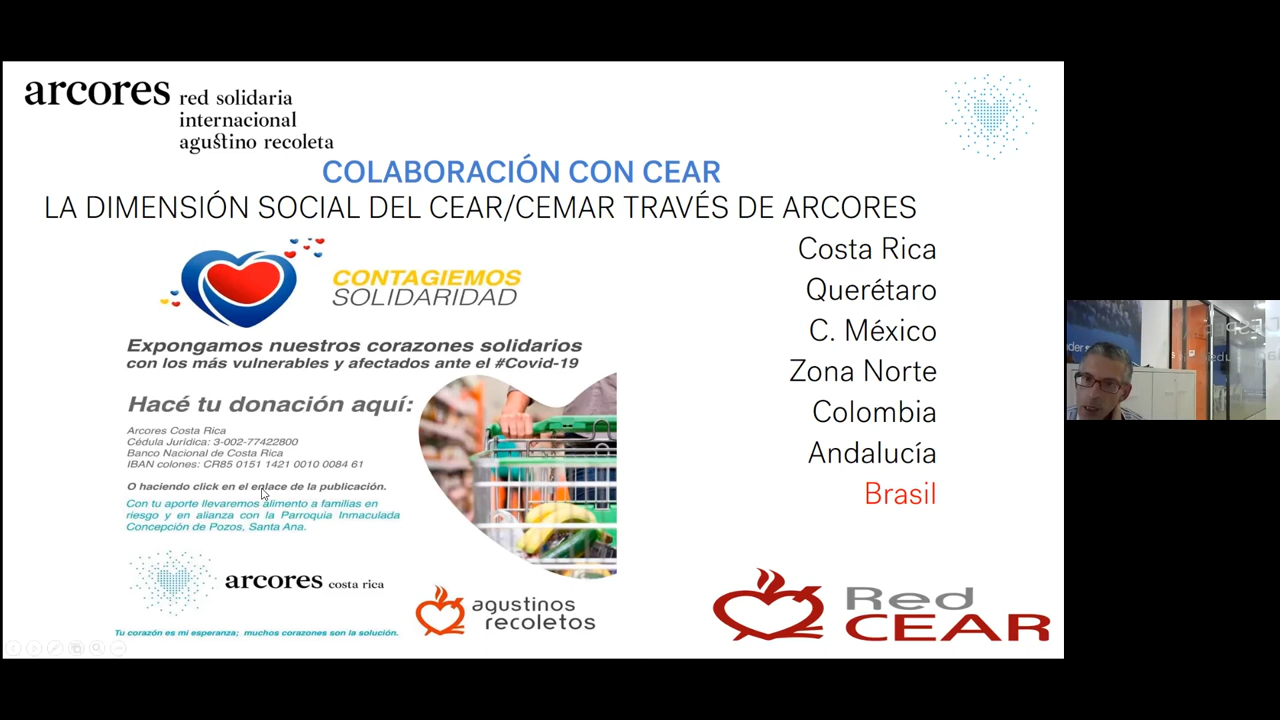 arcores red solidaria
internacional
agustino recoleta
COLABORACIÓN CON CEAR
LA DIMENSIÓN SOCIAL DEL CEAR/CEMAR TRAVÉS DE ARCORES
CONTAGIEMOS
SOLIDARIDAD
Expongamos nuestros corazones solidarios
con los más vulnerables y afectados ante el #Covid-19
Hacé tu donación aquí:
Arcores Costa Rica
Cédula Juridica: 3-002-77422800
Banco Nacional de Costa Rica
IBAN colones: CR85 0151 1421 0010 0084 61
O haciendo click en el enlace de la publicación.
Con tu aporte llevaremos alimento a familias en
riesgo y en alianza con la Parroquia Inmaculada
Concepción de Pozos, Santa Ana.
arcores costa rica
agustinos
recoletos
Tu corazón es mi esperanza; muchos corazones son la solución.
Costa Rica
Querétaro
C. México
Zona Norte
Colombia
Andalucía
Brasil
Red
CEAR